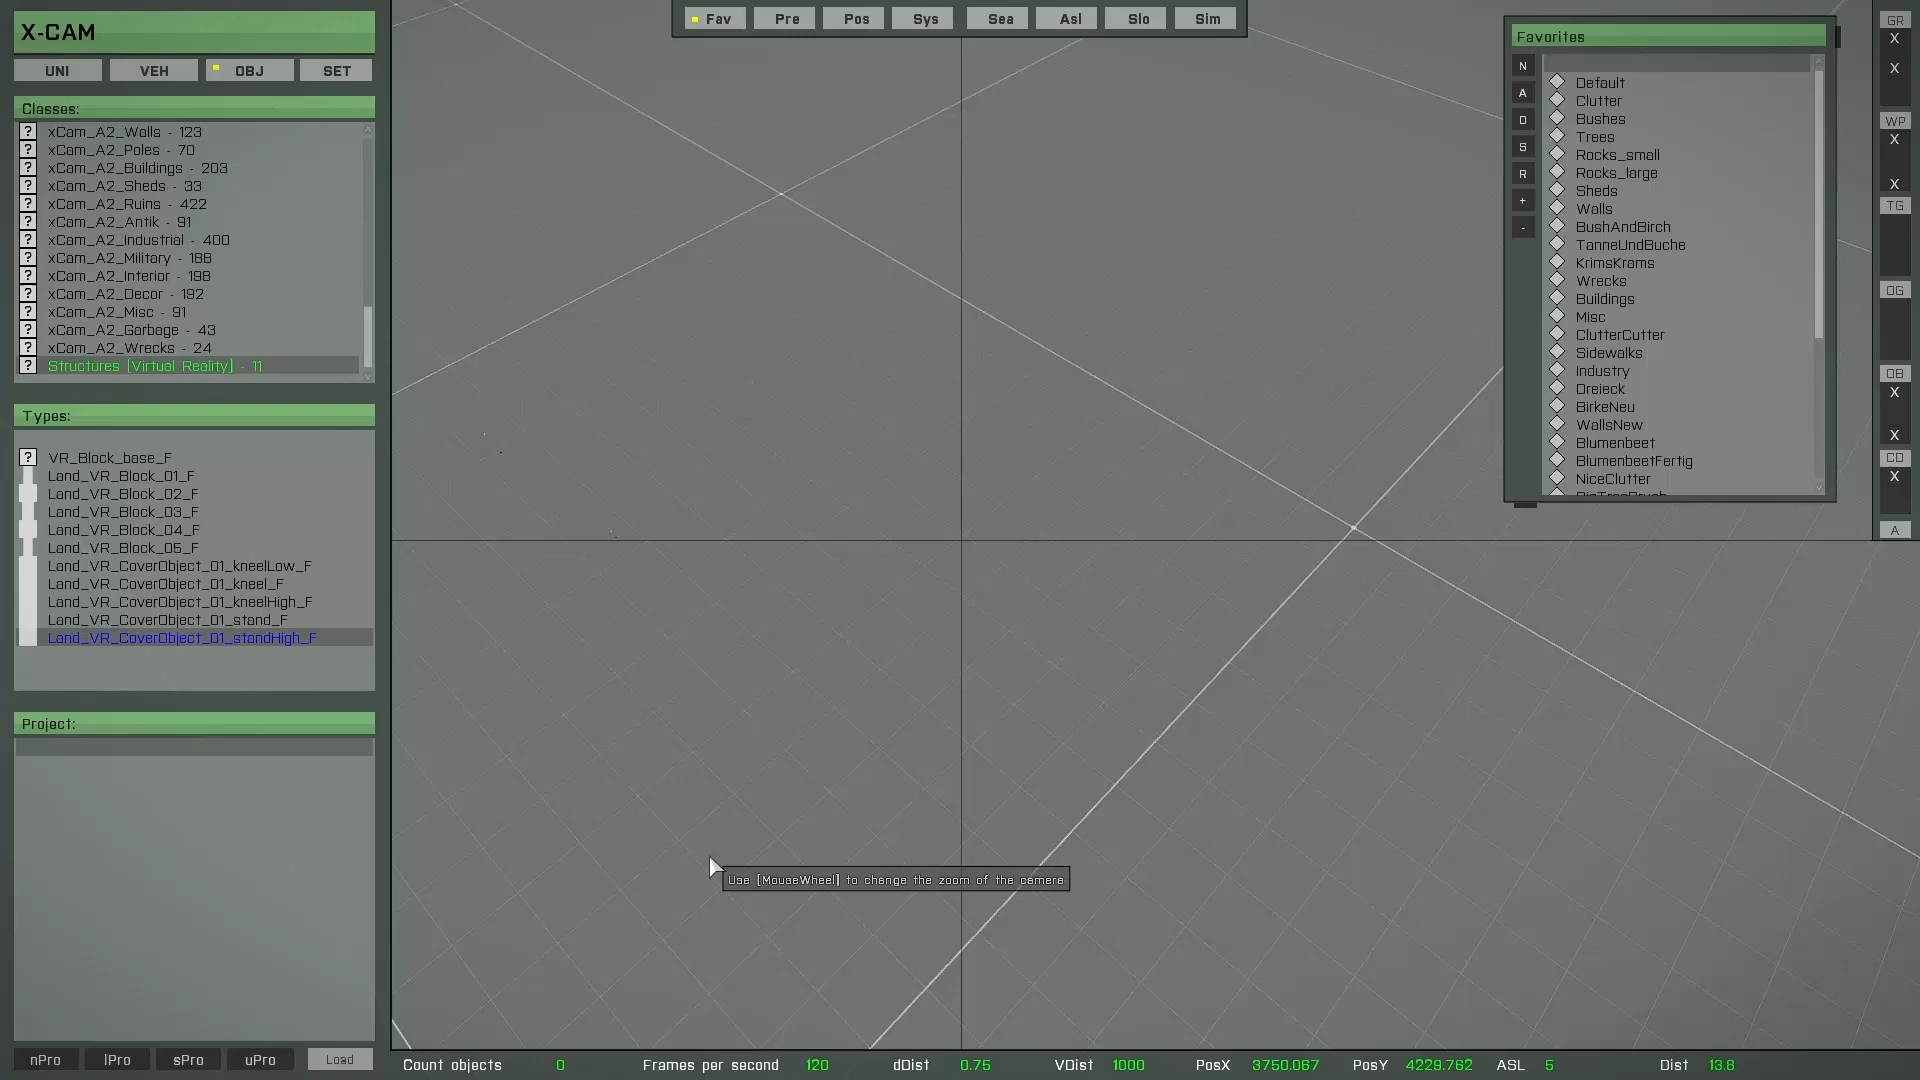 X-CAM
UNI VEH OBJ SET
Classes:
? xCam_A2_Walls - 123
? xCam_A2_Poles - 70
? xCam_A2_Buildings - 203
? xCam_A2_Sheds - 33
? xCam_A2_Ruins - 422
? xCam_A2_Antik - 91
? xCam_A2_Industrial - 400
? xCam_A2_Military - 188
? xCam_A2_Interior - 198
? xCam_A2_Decor - 192
? xCam_A2_Misc - 91
? xCam_A2_Garbage - 43
? xCam_A2_Wrecks - 24
? Structures (Virtual Reality) - 11
Types:
? VR_Block_base_F
Land_VR_Block_01_F
Land_VR_Block_02_F
Land_VR_Block_03_F
Land_VR_Block_04_F
Land_VR_Block_05_F
Land_VR_CoverObject_01_kneelLow_F
Land_VR_CoverObject_01_kneel_F
Land_VR_CoverObject_01_kneelHigh_F
Land_VR_CoverObject_01_stand_F
Land_VR_CoverObject_01_standHigh_F
Project:
nPro lPro sPro uPro Load
Fav Pre Pos Sys Sea Asl Slo Sim
Use [MouseWheel] to change the zoom of the camera
Favorites
N
A
D
S
R
+
-
Default
Clutter
Bushes
Trees
Rocks_small
Rocks_large
Sheds
Walls
BushAndBirch
TanneUndBuche
KrimsKrams
Wrecks
Buildings
Misc
ClutterCutter
Sidewalks
Industry
Dreieck
BirkeNeu
WallsNew
Blumenbeet
BlumenbeetFertig
NiceClutter
GR
X
X
WP
X
X
TG
OG
OB
X
X
CO
X
A
Count objects 0 Frames per second 120 dDist 0.75 VDist 1000 PosX 3750.067 PosY 4229.762 ASL 5 Dist 13.8